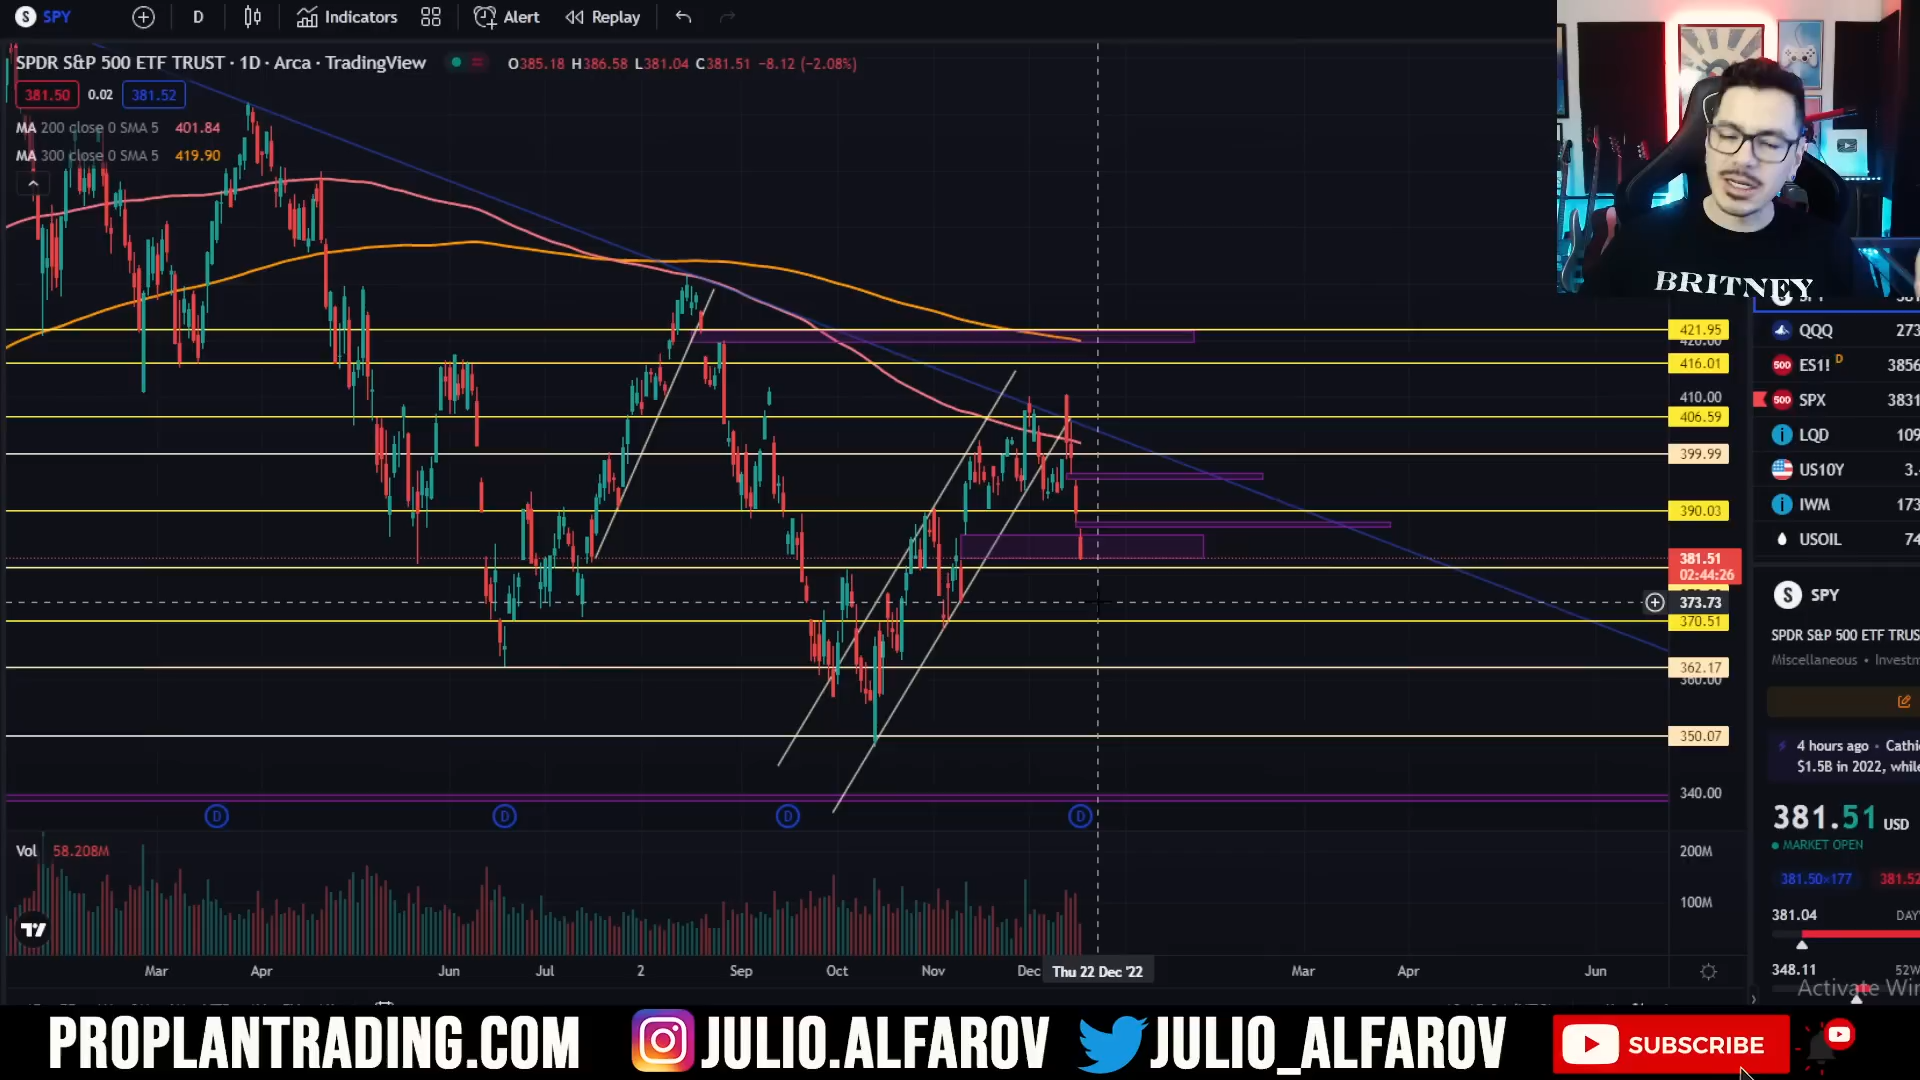 SPY
D
Indicators
Alert
Replay
SPDR S&P 500 ETF TRUST · 1D · Arca · TradingView
O385.18 H386.58 L381.04 C381.51 −8.12 (−2.08%)
381.50 0.02 381.52
MA 200 close 0 SMA 5 401.84
MA 300 close 0 SMA 5 419.90
BRITNEY
421.95
420.00
416.01
410.00
406.59
399.99
390.03
381.51
02:44:26
373.73
370.51
362.17
360.00
350.07
340.00
QQQ 273
ES1! D 3856
SPX 3831
LQD 109
US10Y 3.
IWM 173
USOIL 74
SPY
SPDR S&P 500 ETF TRUS
Miscellaneous • Investm
4 hours ago • Cathi
$1.5B in 2022, while
381.51 USD
MARKET OPEN
381.50×177 381.52
381.04 DAY
348.11 52W
Activate Win
D D D D
Vol 58.208M
200M
100M
Mar Apr Jun Jul 2 Sep Oct Nov Dec Thu 22 Dec '22 Mar Apr Jun
PROPLANTRADING.COM JULIO.ALFAROV JULIO_ALFAROV SUBSCRIBE